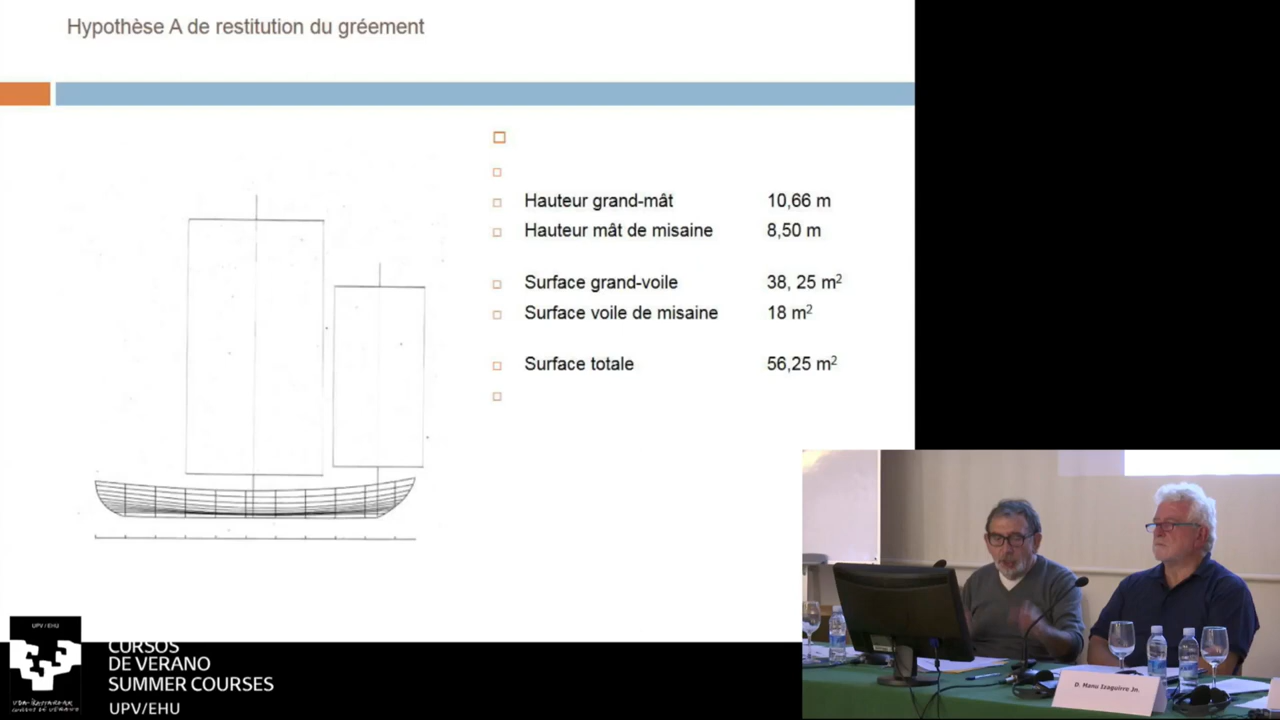 Hypothèse A de restitution du gréement
Hauteur grand-mât 10,66 m
Hauteur mât de misaine 8,50 m
Surface grand-voile 38, 25 m²
Surface voile de misaine 18 m²
Surface totale 56,25 m²
UPV / EHU
CURSOS
DE VERANO
SUMMER COURSES
UPV/EHU
D. Manu Izaguirre Jn.